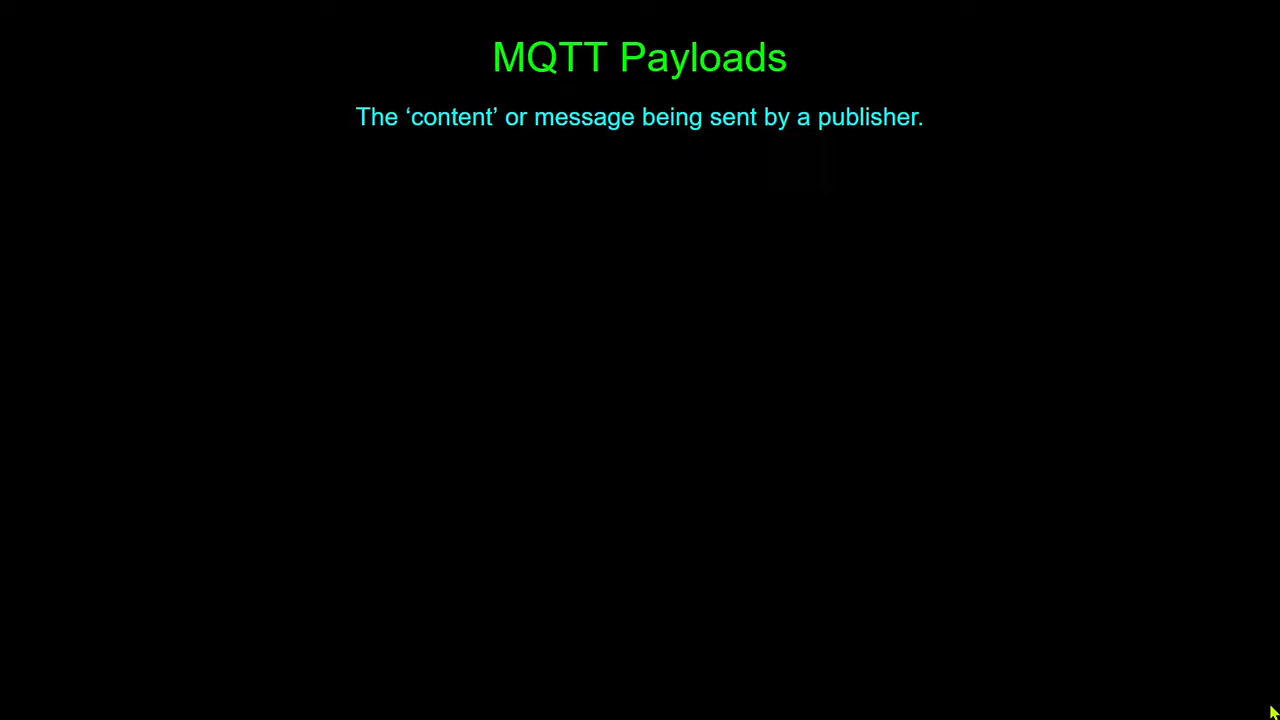 MQTT Payloads
The ‘content’ or message being sent by a publisher.